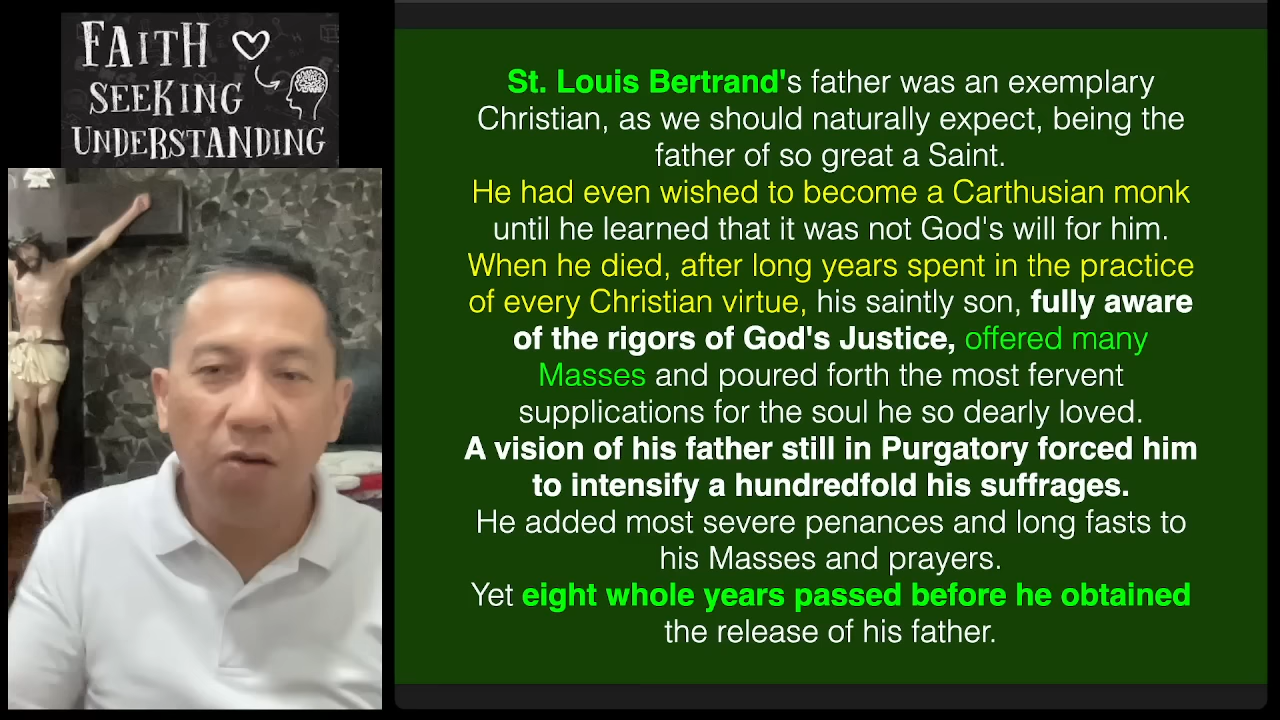 FAITH
SEEKING
UNDERSTANDING
St. Louis Bertrand's father was an exemplary
Christian, as we should naturally expect, being the
father of so great a Saint.
He had even wished to become a Carthusian monk
until he learned that it was not God's will for him.
When he died, after long years spent in the practice
of every Christian virtue, his saintly son, fully aware
of the rigors of God's Justice, offered many
Masses and poured forth the most fervent
supplications for the soul he so dearly loved.
A vision of his father still in Purgatory forced him
to intensify a hundredfold his suffrages.
He added most severe penances and long fasts to
his Masses and prayers.
Yet eight whole years passed before he obtained
the release of his father.